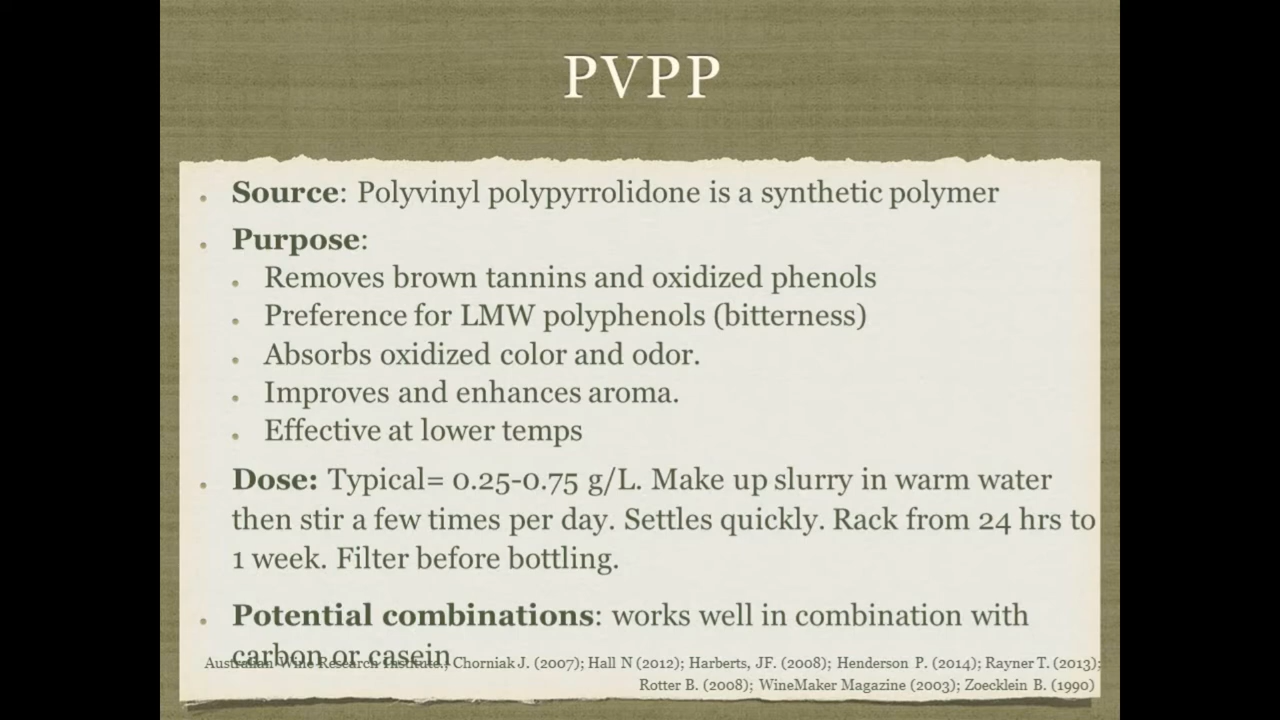 PVPP
Source: Polyvinyl polypyrrolidone is a synthetic polymer
Purpose:
Removes brown tannins and oxidized phenols
Preference for LMW polyphenols (bitterness)
Absorbs oxidized color and odor.
Improves and enhances aroma.
Effective at lower temps
Dose: Typical= 0.25-0.75 g/L. Make up slurry in warm water
then stir a few times per day. Settles quickly. Rack from 24 hrs to
1 week. Filter before bottling.
Potential combinations: works well in combination with
carbon or casein
Australian Wine Research Institute.; Chorniak J. (2007); Hall N (2012); Harberts, JF. (2008); Henderson P. (2014); Rayner T. (2013);
Rotter B. (2008); WineMaker Magazine (2003); Zoecklein B. (1990)